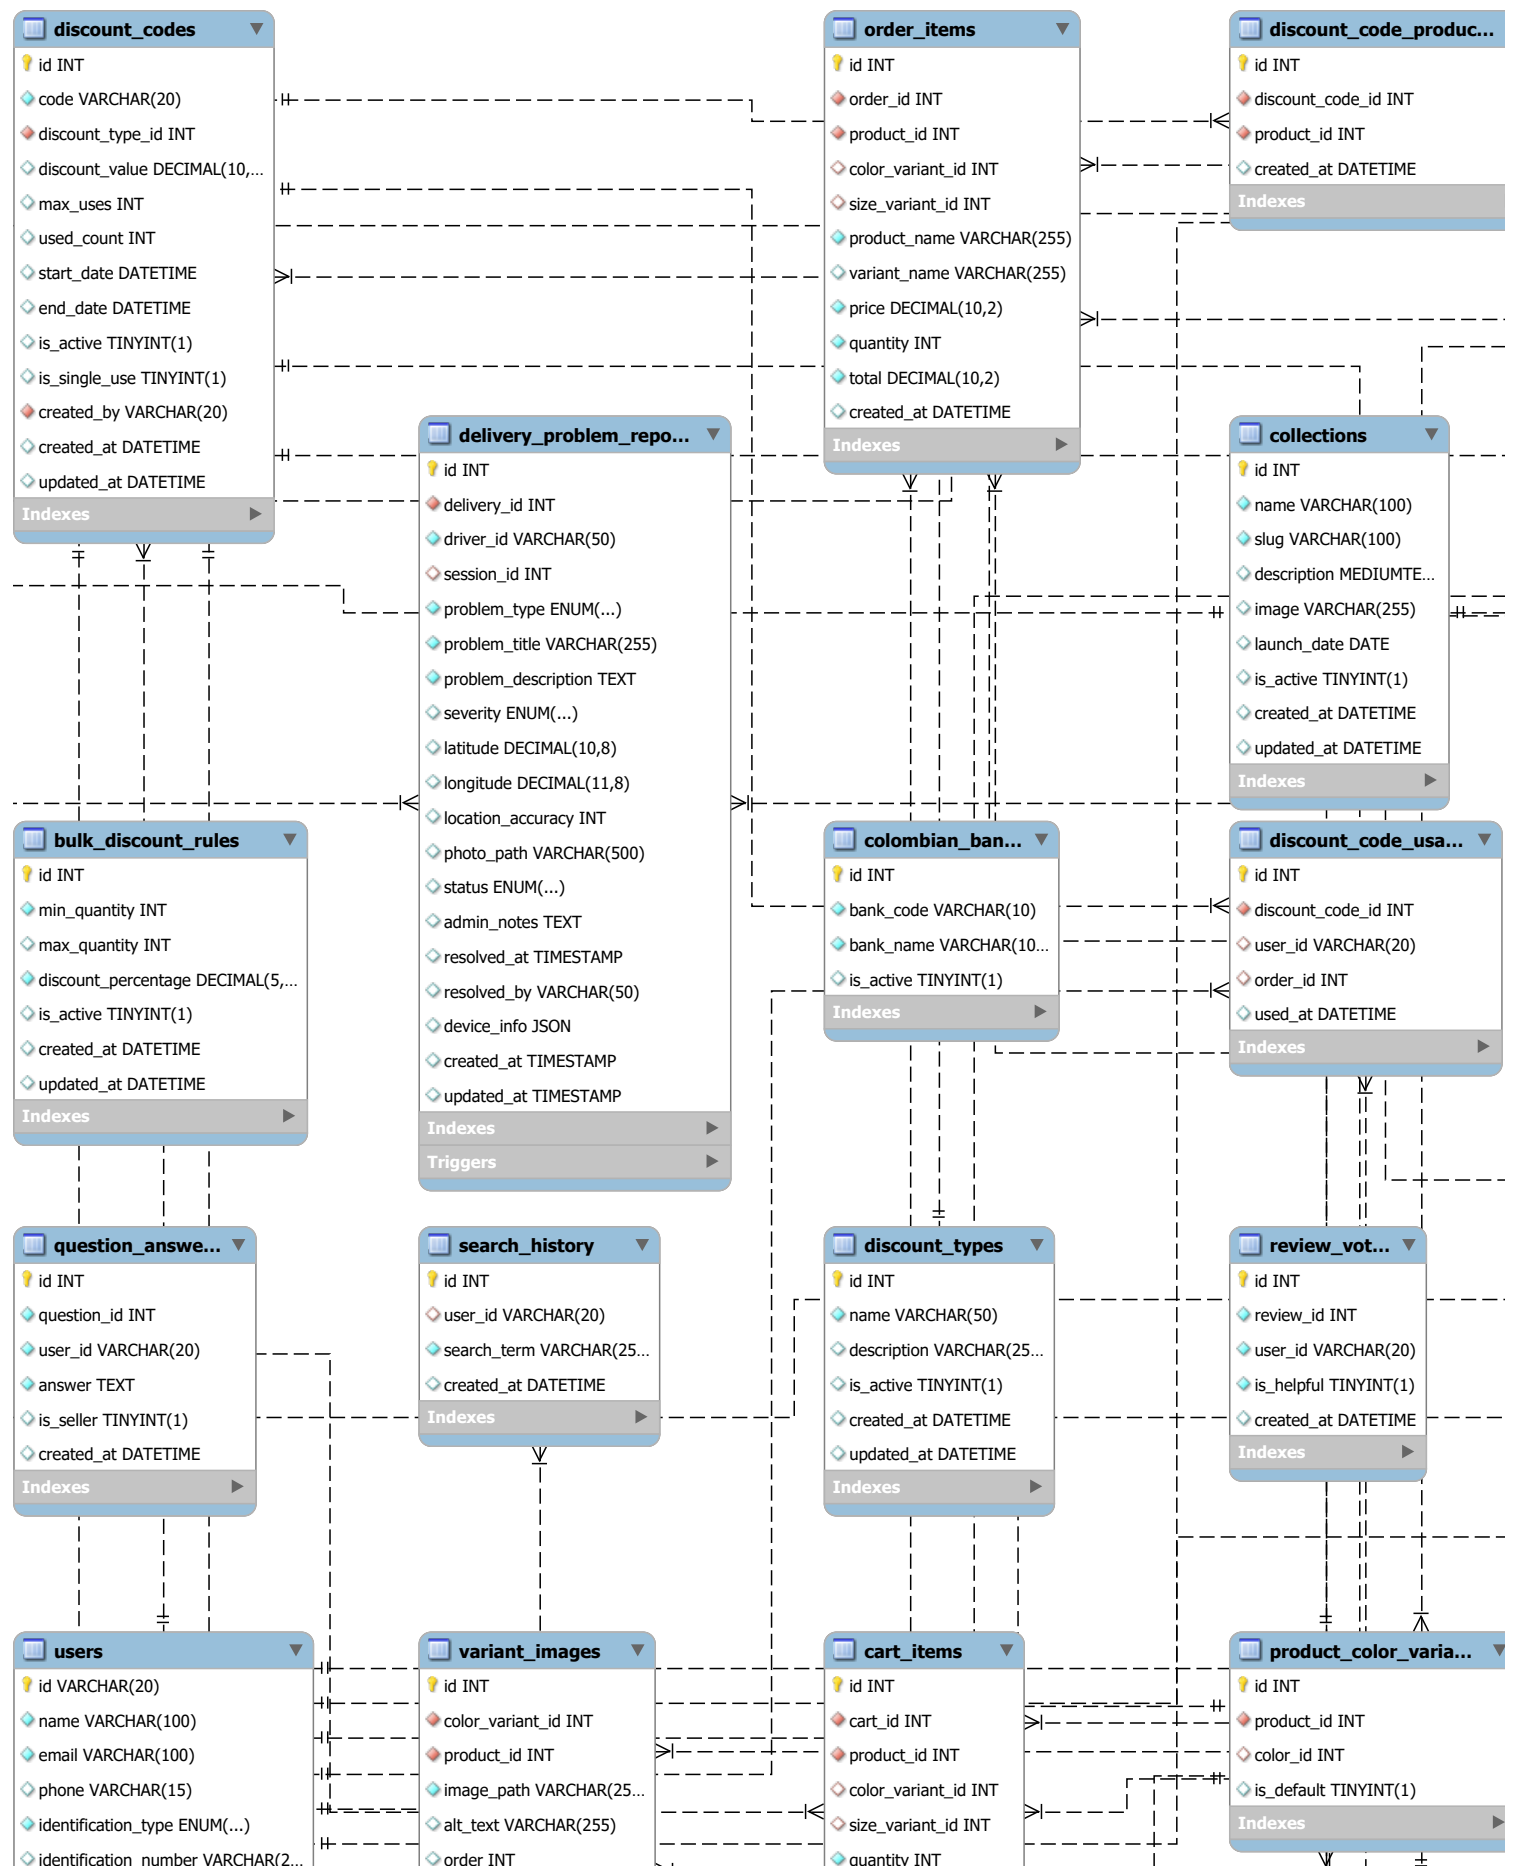 discount_codes
id INT
code VARCHAR(20)
discount_type_id INT
discount_value DECIMAL(10,...
max_uses INT
used_count INT
start_date DATETIME
end_date DATETIME
is_active TINYINT(1)
is_single_use TINYINT(1)
created_by VARCHAR(20)
created_at DATETIME
updated_at DATETIME
Indexes
order_items
id INT
order_id INT
product_id INT
color_variant_id INT
size_variant_id INT
product_name VARCHAR(255)
variant_name VARCHAR(255)
price DECIMAL(10,2)
quantity INT
total DECIMAL(10,2)
created_at DATETIME
Indexes
discount_code_produc...
id INT
discount_code_id INT
product_id INT
created_at DATETIME
Indexes
delivery_problem_repo...
id INT
delivery_id INT
driver_id VARCHAR(50)
session_id INT
problem_type ENUM(...)
problem_title VARCHAR(255)
problem_description TEXT
severity ENUM(...)
latitude DECIMAL(10,8)
longitude DECIMAL(11,8)
location_accuracy INT
photo_path VARCHAR(500)
status ENUM(...)
admin_notes TEXT
resolved_at TIMESTAMP
resolved_by VARCHAR(50)
device_info JSON
created_at TIMESTAMP
updated_at TIMESTAMP
Indexes
Triggers
collections
id INT
name VARCHAR(100)
slug VARCHAR(100)
description MEDIUMTE...
image VARCHAR(255)
launch_date DATE
is_active TINYINT(1)
created_at DATETIME
updated_at DATETIME
Indexes
bulk_discount_rules
id INT
min_quantity INT
max_quantity INT
discount_percentage DECIMAL(5,...
is_active TINYINT(1)
created_at DATETIME
updated_at DATETIME
Indexes
colombian_ban...
id INT
bank_code VARCHAR(10)
bank_name VARCHAR(10...
is_active TINYINT(1)
Indexes
discount_code_usa...
id INT
discount_code_id INT
user_id VARCHAR(20)
order_id INT
used_at DATETIME
Indexes
question_answe...
id INT
question_id INT
user_id VARCHAR(20)
answer TEXT
is_seller TINYINT(1)
created_at DATETIME
Indexes
search_history
id INT
user_id VARCHAR(20)
search_term VARCHAR(25...
created_at DATETIME
Indexes
discount_types
id INT
name VARCHAR(50)
description VARCHAR(25...
is_active TINYINT(1)
created_at DATETIME
updated_at DATETIME
Indexes
review_vot...
id INT
review_id INT
user_id VARCHAR(20)
is_helpful TINYINT(1)
created_at DATETIME
Indexes
users
id VARCHAR(20)
name VARCHAR(100)
email VARCHAR(100)
phone VARCHAR(15)
identification_type ENUM(...)
identification_number VARCHAR(2...
variant_images
id INT
color_variant_id INT
product_id INT
image_path VARCHAR(25...
alt_text VARCHAR(255)
order INT
cart_items
id INT
cart_id INT
product_id INT
color_variant_id INT
size_variant_id INT
quantity INT
product_color_varia...
id INT
product_id INT
color_id INT
is_default TINYINT(1)
Indexes